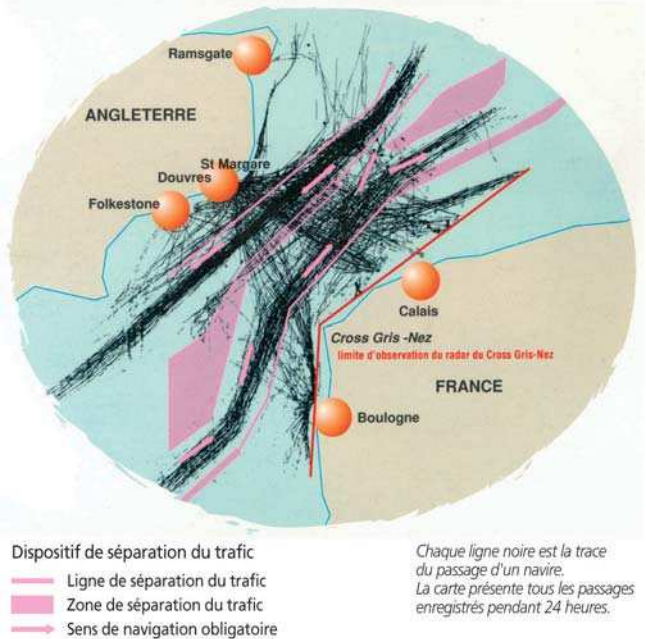 Ramsgate
ANGLETERRE
St Margare
Douvres
Folkestone
Calais
Cross Gris -Nez
limite d'observation du radar du Cross Gris-Nez
FRANCE
Boulogne
Dispositif de séparation du trafic
Ligne de séparation du trafic
Zone de séparation du trafic
Sens de navigation obligatoire
Chaque ligne noire est la trace
du passage d'un navire.
La carte présente tous les passages
enregistrés pendant 24 heures.